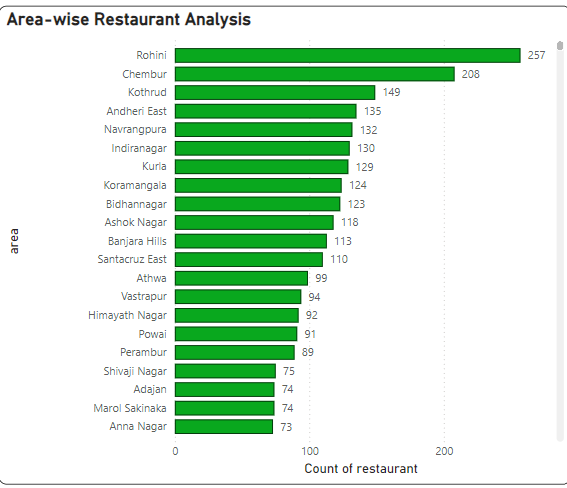 Area-wise Restaurant Analysis
Rohini 257
Chembur 208
Kothrud 149
Andheri East 135
Navrangpura 132
Indiranagar 130
Kurla 129
Koramangala 124
Bidhannagar 123
Ashok Nagar 118
Banjara Hills 113
Santacruz East 110
Athwa 99
Vastrapur 94
Himayath Nagar 92
Powai 91
Perambur 89
Shivaji Nagar 75
Adajan 74
Marol Sakinaka 74
Anna Nagar 73
area
0 100 200
Count of restaurant